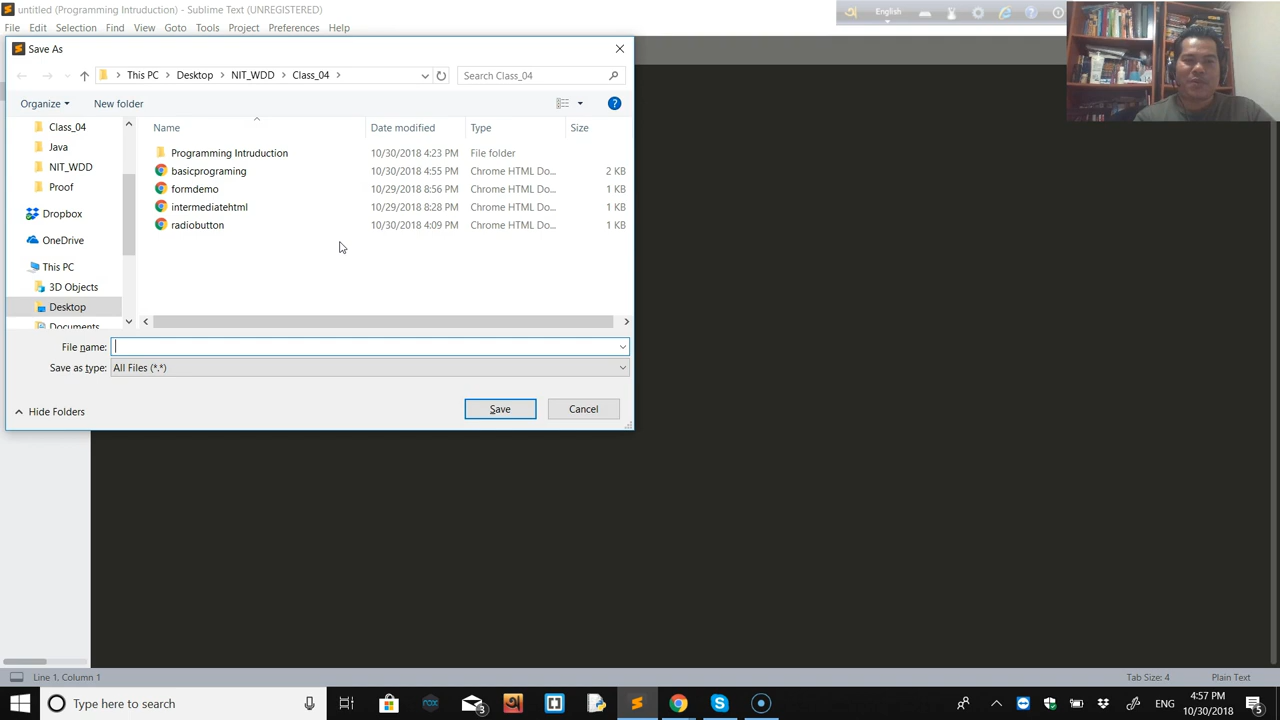 untitled (Programming Intruduction) - Sublime Text (UNREGISTERED)
English
File Edit Selection Find View Goto Tools Project Preferences Help
Save As
This PC Desktop NIT_WDD Class_04
Search Class_04
Organize New folder
Name Date modified Type Size
Class_04
Java
NIT_WDD
Proof
Dropbox
OneDrive
This PC
3D Objects
Desktop
Documents
Programming Intruduction 10/30/2018 4:23 PM File folder
basicprograming 10/30/2018 4:55 PM Chrome HTML Do... 2 KB
formdemo 10/29/2018 8:56 PM Chrome HTML Do... 1 KB
intermediatehtml 10/29/2018 8:28 PM Chrome HTML Do... 1 KB
radiobutton 10/30/2018 4:09 PM Chrome HTML Do... 1 KB
File name:
Save as type: All Files (*.*)
Hide Folders
Save Cancel
Line 1, Column 1 Tab Size: 4 Plain Text
Type here to search
ENG
4:57 PM
10/30/2018